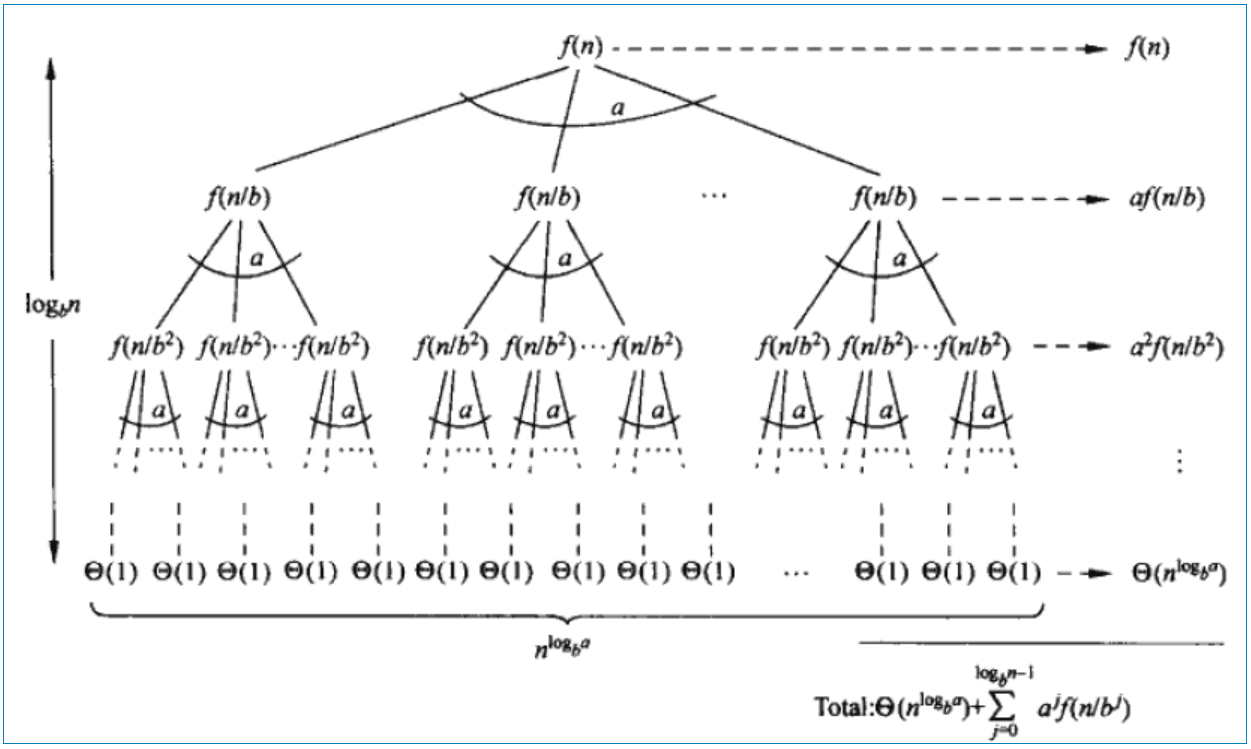 f(n) f(n)
a
f(n/b) f(n/b) ··· f(n/b) af(n/b)
a a a
log_b n
f(n/b²) f(n/b²)···f(n/b²) f(n/b²) f(n/b²)···f(n/b²) f(n/b²) f(n/b²)···f(n/b²) a²f(n/b²)
a a a a a a a a a
··· ··· ··· ··· ··· ··· ··· ··· ··· ⋮
Θ(1) Θ(1) Θ(1) Θ(1) Θ(1) Θ(1) Θ(1) Θ(1) Θ(1) Θ(1) ··· Θ(1) Θ(1) Θ(1) Θ(n^{log_b a})
n^{log_b a}
Total:Θ(n^{log_b a})+∑_{j=0}^{log_b n-1} a^j f(n/b^j)